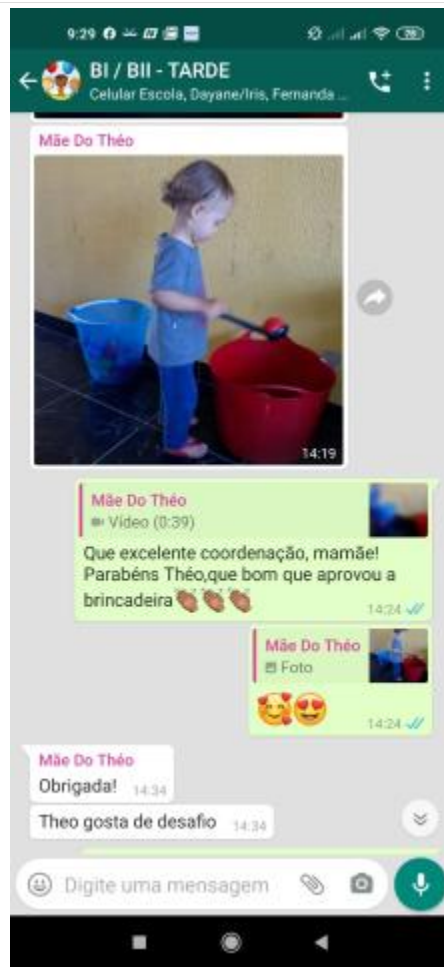 9:29
28
BI / BII - TARDE
Celular Escola, Dayane/Iris, Fernanda ...
Mãe Do Théo
14:19
Mãe Do Théo
Vídeo (0:39)
Que excelente coordenação, mamãe!
Parabéns Théo,que bom que aprovou a
brincadeira
14:24
Mãe Do Théo
Foto
14:24
Mãe Do Théo
Obrigada! 14:34
Theo gosta de desafio 14:34
Digite uma mensagem